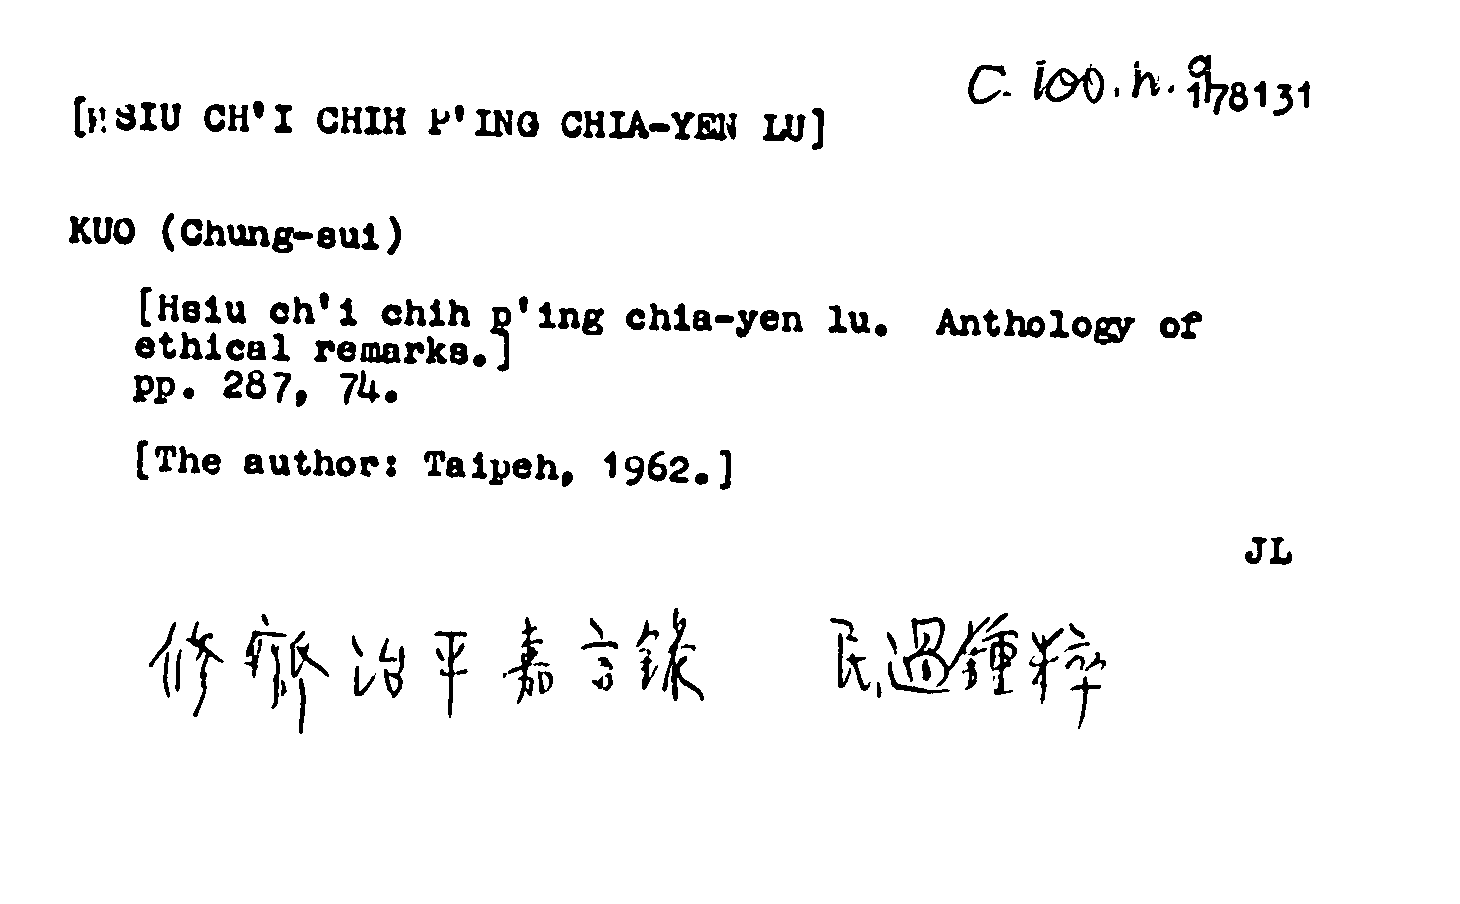 C. 100. h. 9
178131
[HSIU CH'I CHIH P'ING CHIA-YEN LU]
KUO (Chung-sui)
[Hsiu ch'i chih p'ing chia-yen lu. Anthology of
ethical remarks.]
pp. 287, 74.
[The author: Taipeh, 1962.]
JL
修齊治平嘉言錄 民過鍾粹